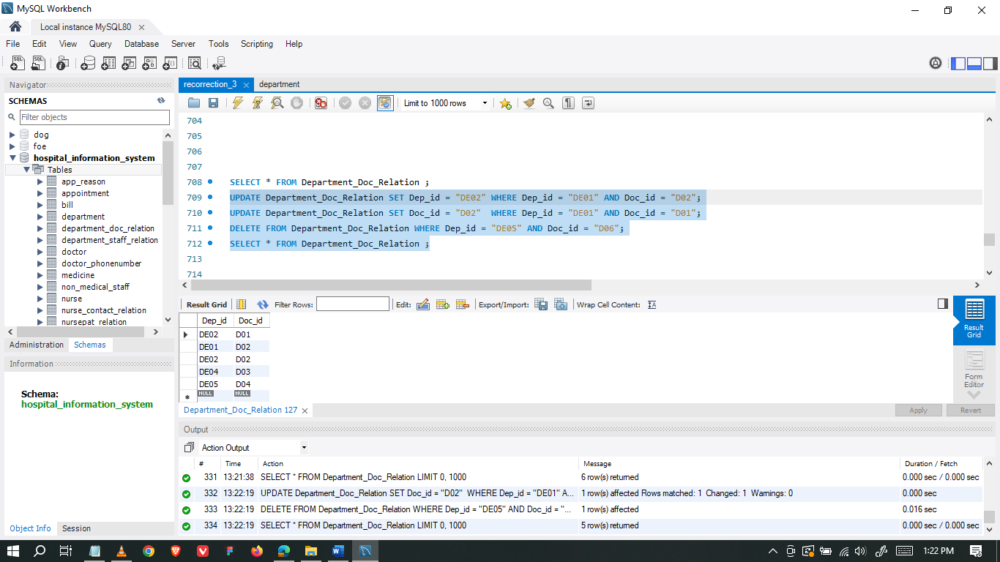 MySQL Workbench
Local instance MySQL80
File Edit View Query Database Server Tools Scripting Help
Navigator
SCHEMAS
Filter objects
dog
foe
hospital_information_system
Tables
app_reason
appointment
bill
department
department_doc_relation
department_staff_relation
doctor
doctor_phonenumber
medicine
non_medical_staff
nurse
nurse_contact_relation
nursepat_relation
Administration Schemas
Information
Schema:
hospital_information_system
Object Info Session
recorrection_3 department
Limit to 1000 rows
704
705
706
707
708 SELECT * FROM Department_Doc_Relation ;
709 UPDATE Department_Doc_Relation SET Dep_id = "DE02" WHERE Dep_id = "DE01" AND Doc_id = "D02";
710 UPDATE Department_Doc_Relation SET Doc_id = "D02"  WHERE Dep_id = "DE01" AND Doc_id = "D01";
711 DELETE FROM Department_Doc_Relation WHERE Dep_id = "DE05" AND Doc_id = "D06";
712 SELECT * FROM Department_Doc_Relation ;
713
714
Result Grid Filter Rows: Edit: Export/Import: Wrap Cell Content:
Dep_id Doc_id
DE02 D01
DE01 D02
DE02 D02
DE04 D03
DE05 D04
NULL NULL
Result
Grid
Form
Editor
Department_Doc_Relation 127
Apply Revert
Output
Action Output
# Time Action Message Duration / Fetch
331 13:21:38 SELECT * FROM Department_Doc_Relation LIMIT 0, 1000 6 row(s) returned 0.000 sec / 0.000 sec
332 13:22:19 UPDATE Department_Doc_Relation SET Doc_id = "D02"  WHERE Dep_id = "DE01" A... 1 row(s) affected Rows matched: 1  Changed: 1  Warnings: 0 0.000 sec
333 13:22:19 DELETE FROM Department_Doc_Relation WHERE Dep_id = "DE05" AND Doc_id = "... 1 row(s) affected 0.016 sec
334 13:22:19 SELECT * FROM Department_Doc_Relation LIMIT 0, 1000 5 row(s) returned 0.000 sec / 0.000 sec
1:22 PM